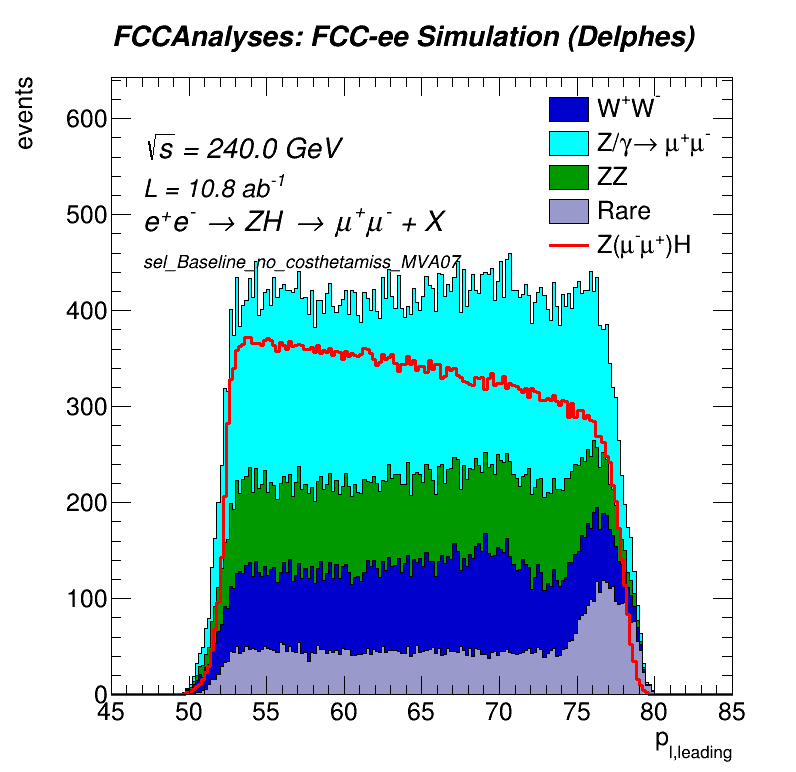 FCCAnalyses: FCC-ee Simulation (Delphes)
events
√s = 240.0 GeV
L = 10.8 ab⁻¹
e⁺e⁻ → ZH → μ⁺μ⁻ + X
sel_Baseline_no_costhetamiss_MVA07
W⁺W⁻
Z/γ→ μ⁺μ⁻
ZZ
Rare
Z(μ⁻μ⁺)H
600
500
400
300
200
100
0
45 50 55 60 65 70 75 80 85
p_l,leading